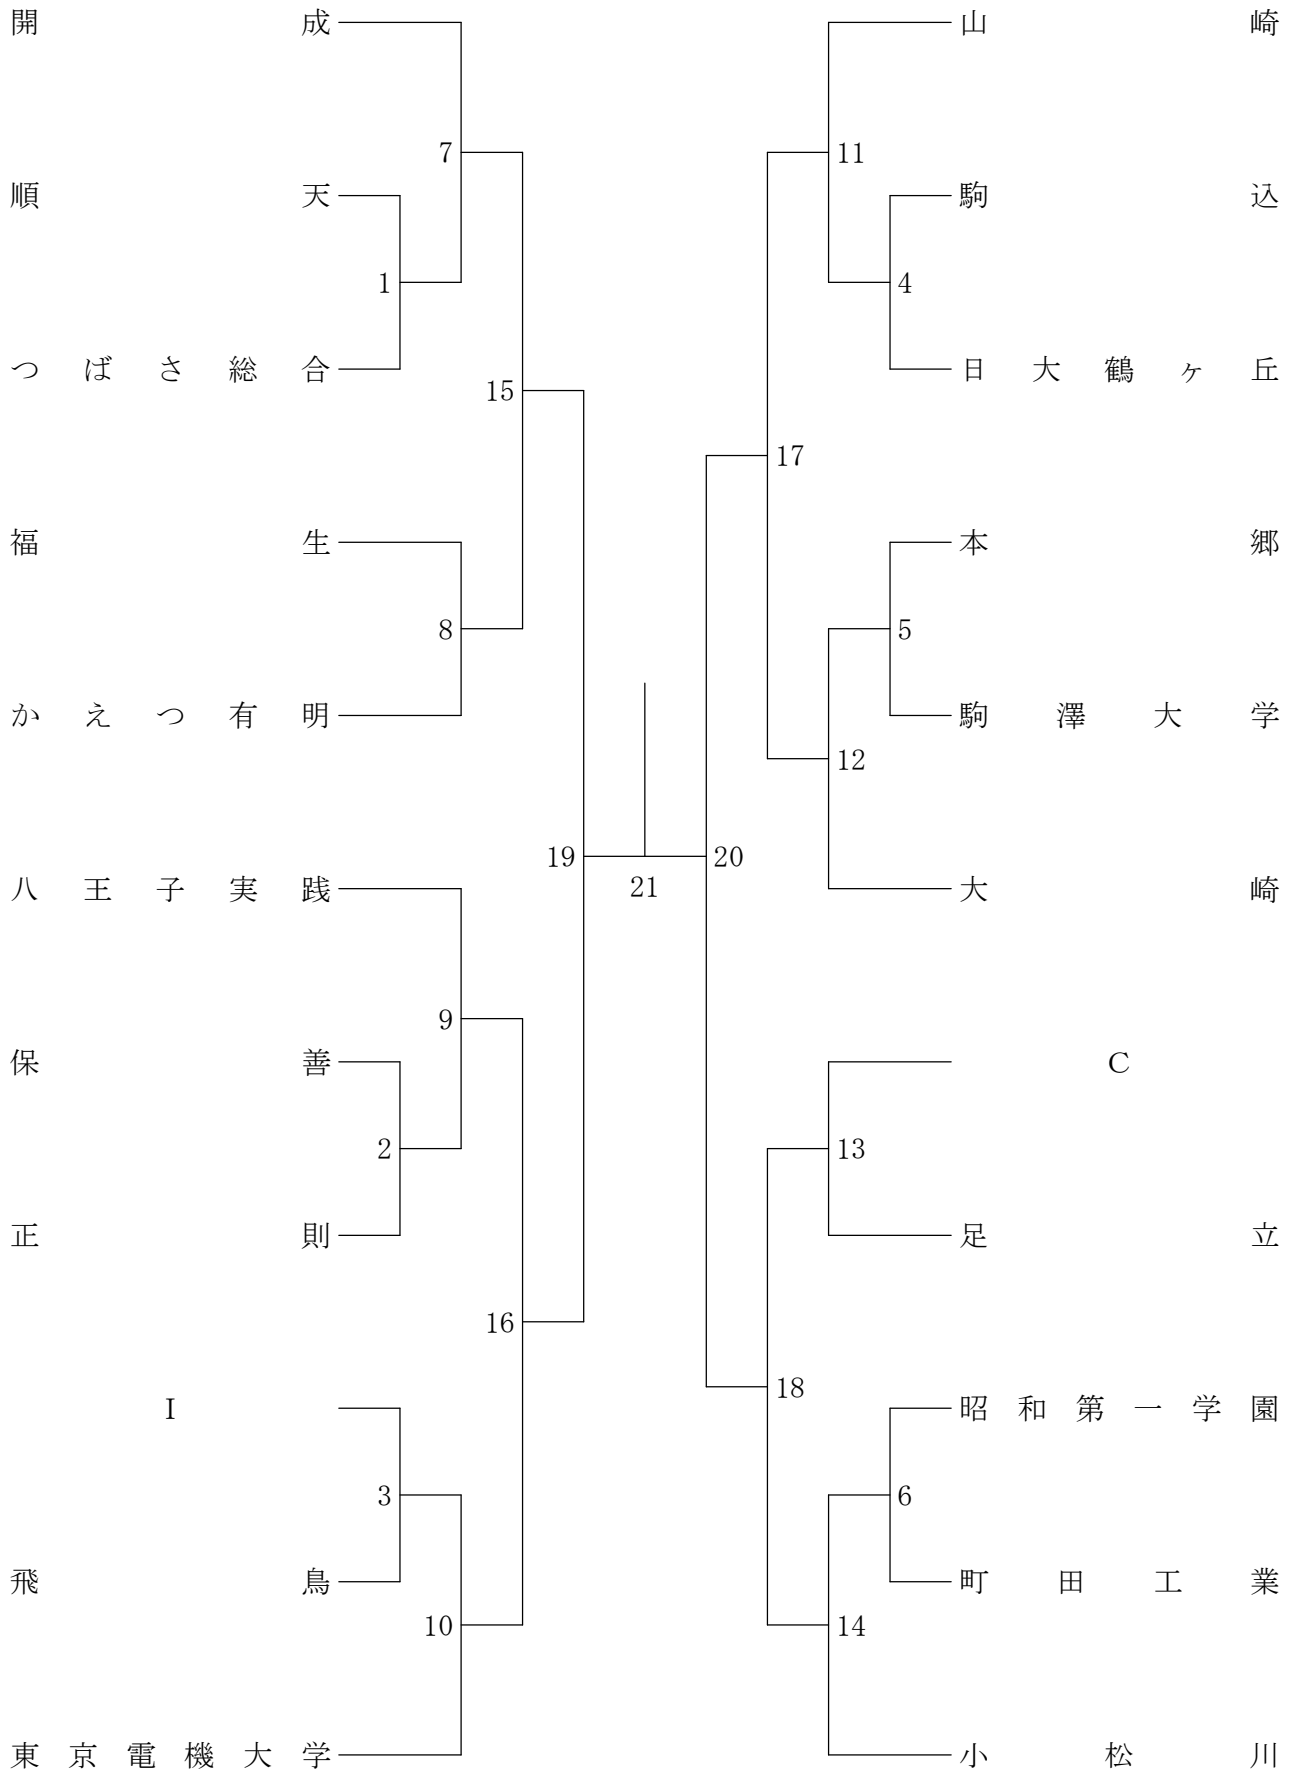 開成
山崎
7
11
順天
駒込
1
4
つばさ総合
日大鶴ヶ丘
15
17
福生
本郷
8
5
かえつ有明
駒澤大学
12
19
20
21
八王子実践
大崎
9
保善
C
2
13
正則
足立
16
18
I
昭和第一学園
3
6
飛鳥
町田工業
10
14
東京電機大学
小松川